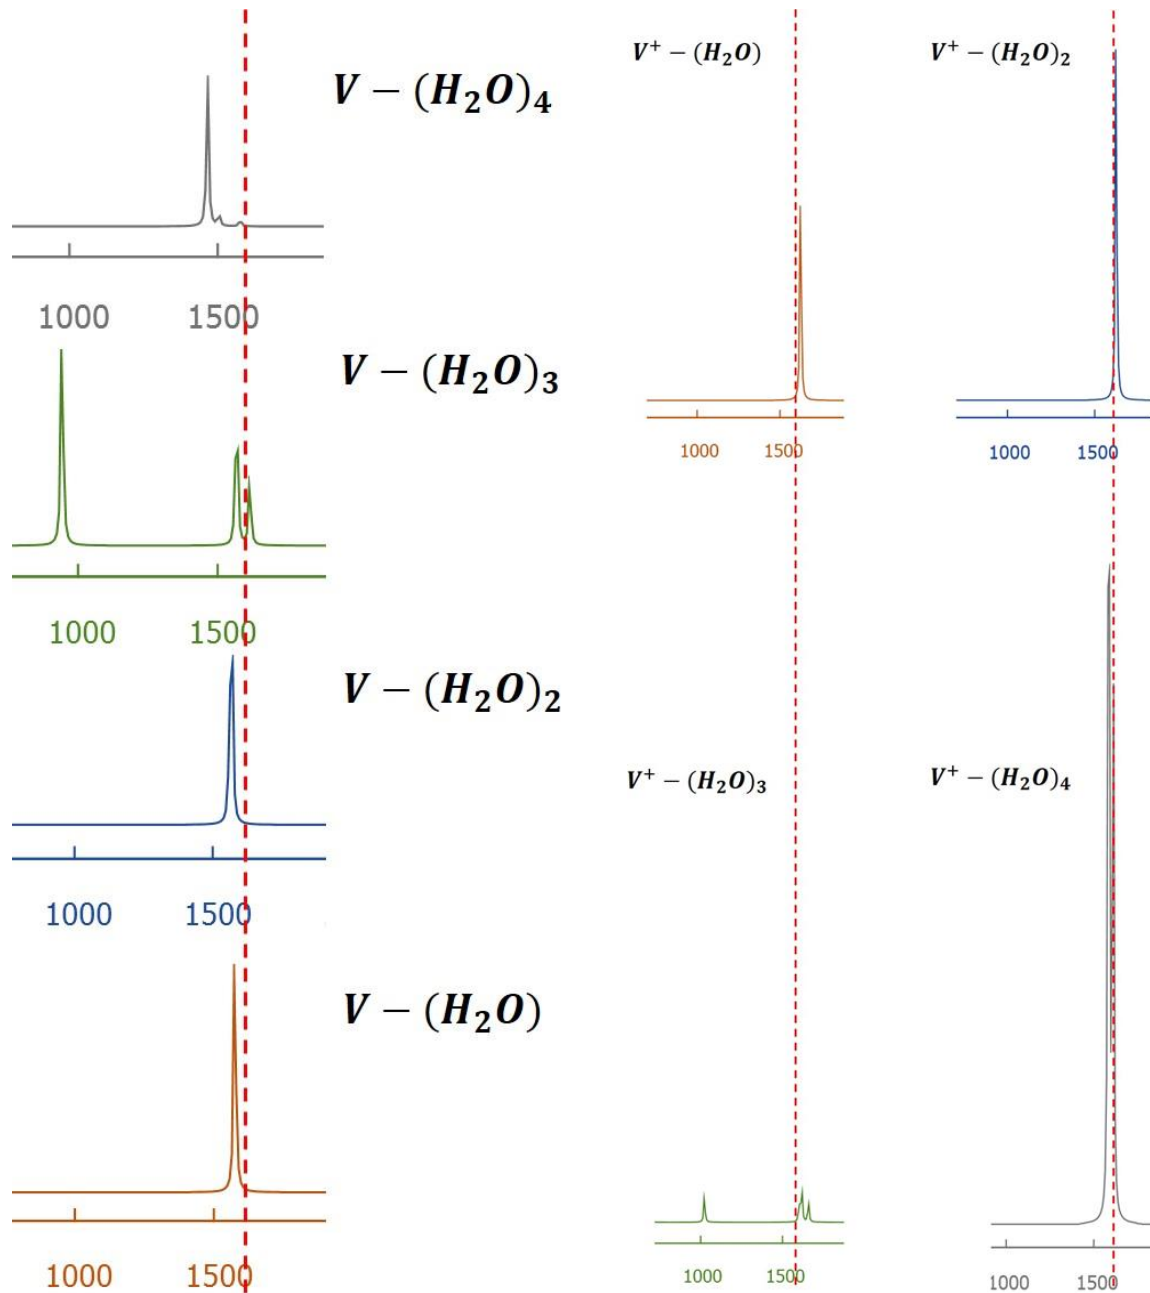 V − (H₂O)₄
1000 1500
V − (H₂O)₃
1000 1500
V − (H₂O)₂
1000 1500
V − (H₂O)
1000 1500
V⁺ − (H₂O)
1000 1500
V⁺ − (H₂O)₂
1000 1500
V⁺ − (H₂O)₃
1000 1500
V⁺ − (H₂O)₄
1000 1500